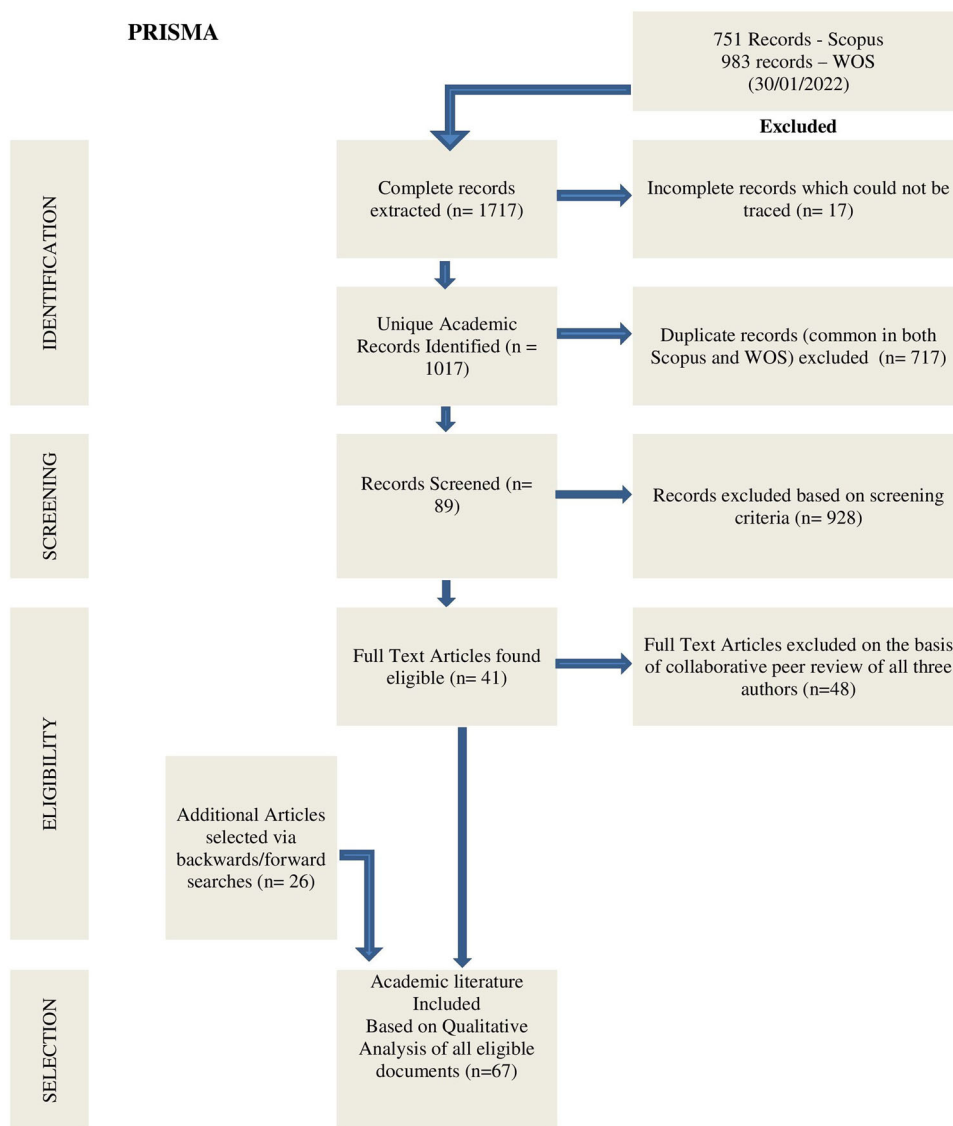 PRISMA
751 Records - Scopus
983 records – WOS
(30/01/2022)
Excluded
IDENTIFICATION
Complete records
extracted (n= 1717)
Incomplete records which could not be
traced (n= 17)
Unique Academic
Records Identified (n =
1017)
Duplicate records (common in both
Scopus and WOS) excluded (n= 717)
SCREENING
Records Screened (n=
89)
Records excluded based on screening
criteria (n= 928)
ELIGIBILITY
Full Text Articles found
eligible (n= 41)
Full Text Articles excluded on the basis
of collaborative peer review of all three
authors (n=48)
Additional Articles
selected via
backwards/forward
searches (n= 26)
SELECTION
Academic literature
Included
Based on Qualitative
Analysis of all eligible
documents (n=67)